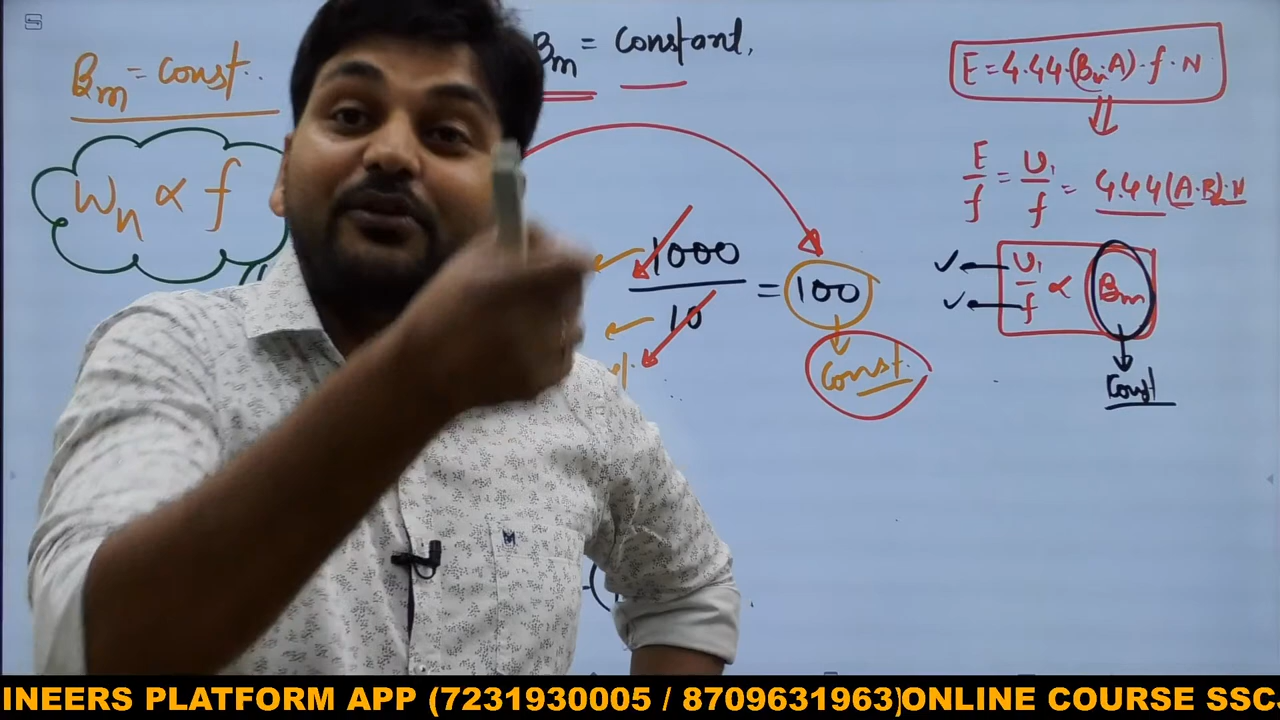 Bm = Const.
Wn ∝ f
Bm = Constant,
1000
10
= 100
Const.
E = 4.44 (Bm·A)·f·N
E/f = V1/f = 4.44 (A·Bm)·N
V1/f ∝ Bm
Const
INEERS PLATFORM APP (7231930005 / 8709631963)ONLINE COURSE SSC